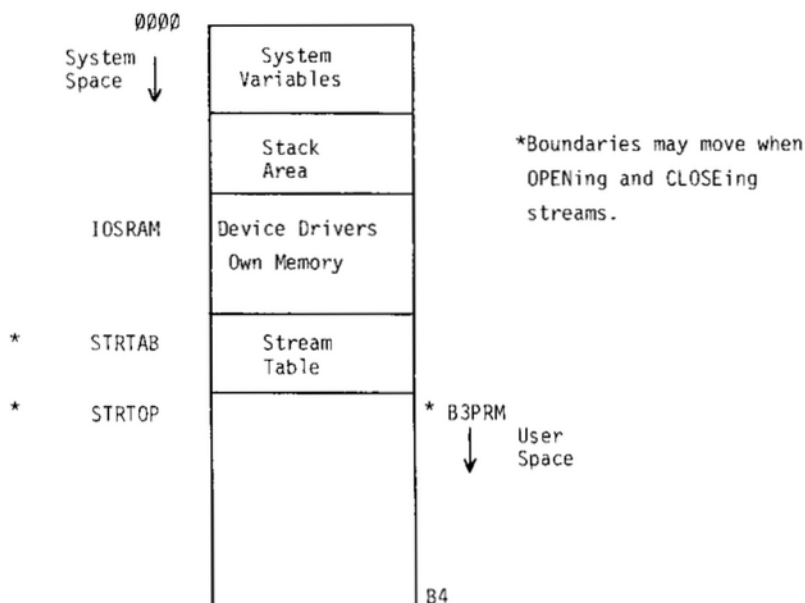 0000
System
Space
System
Variables
Stack
Area
*Boundaries may move when
OPENing and CLOSEing
streams.
IOSRAM
Device Drivers
Own Memory
* STRTAB
Stream
Table
* STRTOP
* B3PRM
User
Space
B4